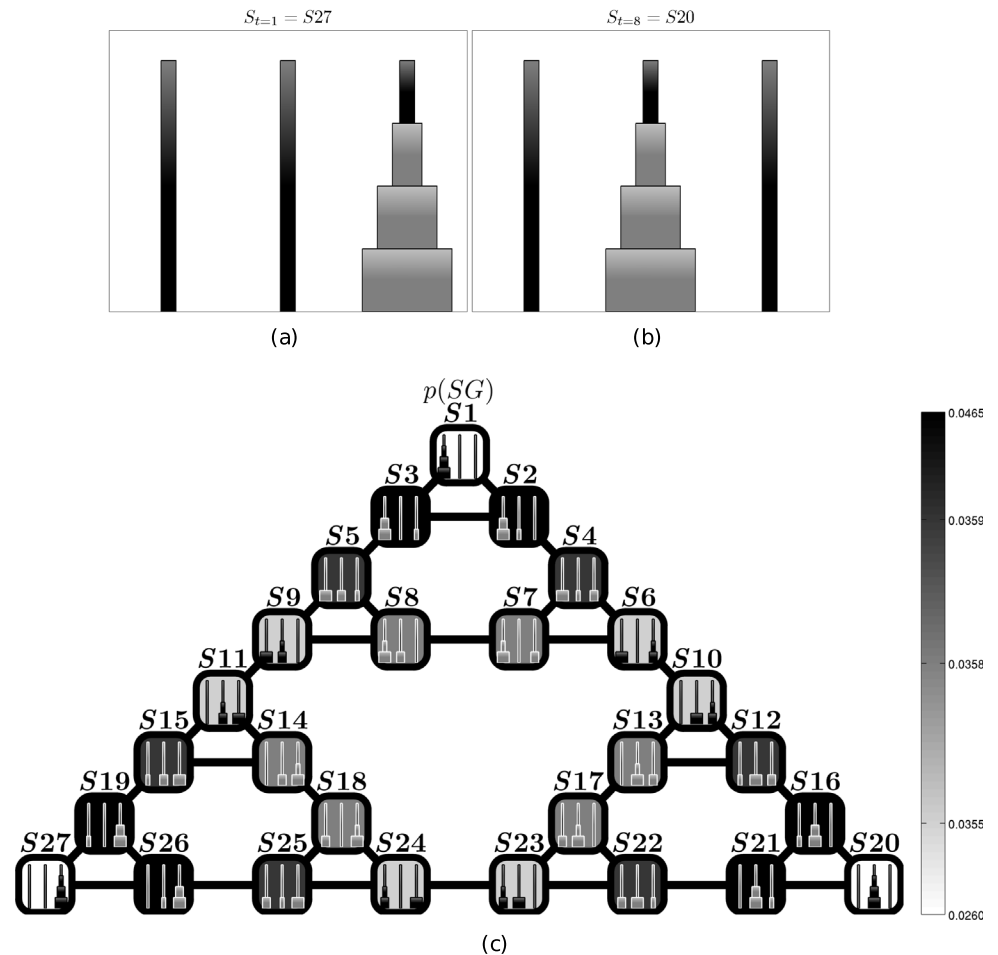 S_{t=1} = S27 S_{t=8} = S20
(a) (b)
p(SG)
S1
0.0465
S3 S2
0.0359
S5 S4
S9 S8 S7 S6
0.0358
S11 S10
S15 S14 S13 S12
S19 S18 S17 S16
0.0355
S27 S26 S25 S24 S23 S22 S21 S20
0.0260
(c)